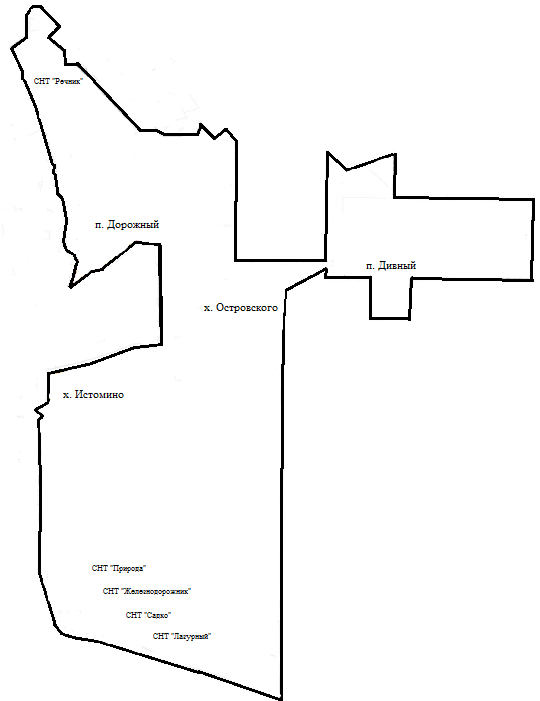 СНТ "Речник"
п. Дорожный
п. Дивный
х. Островского
х. Истомино
СНТ "Природа"
СНТ "Железнодорожник"
СНТ "Садко"
СНТ "Лазурный"